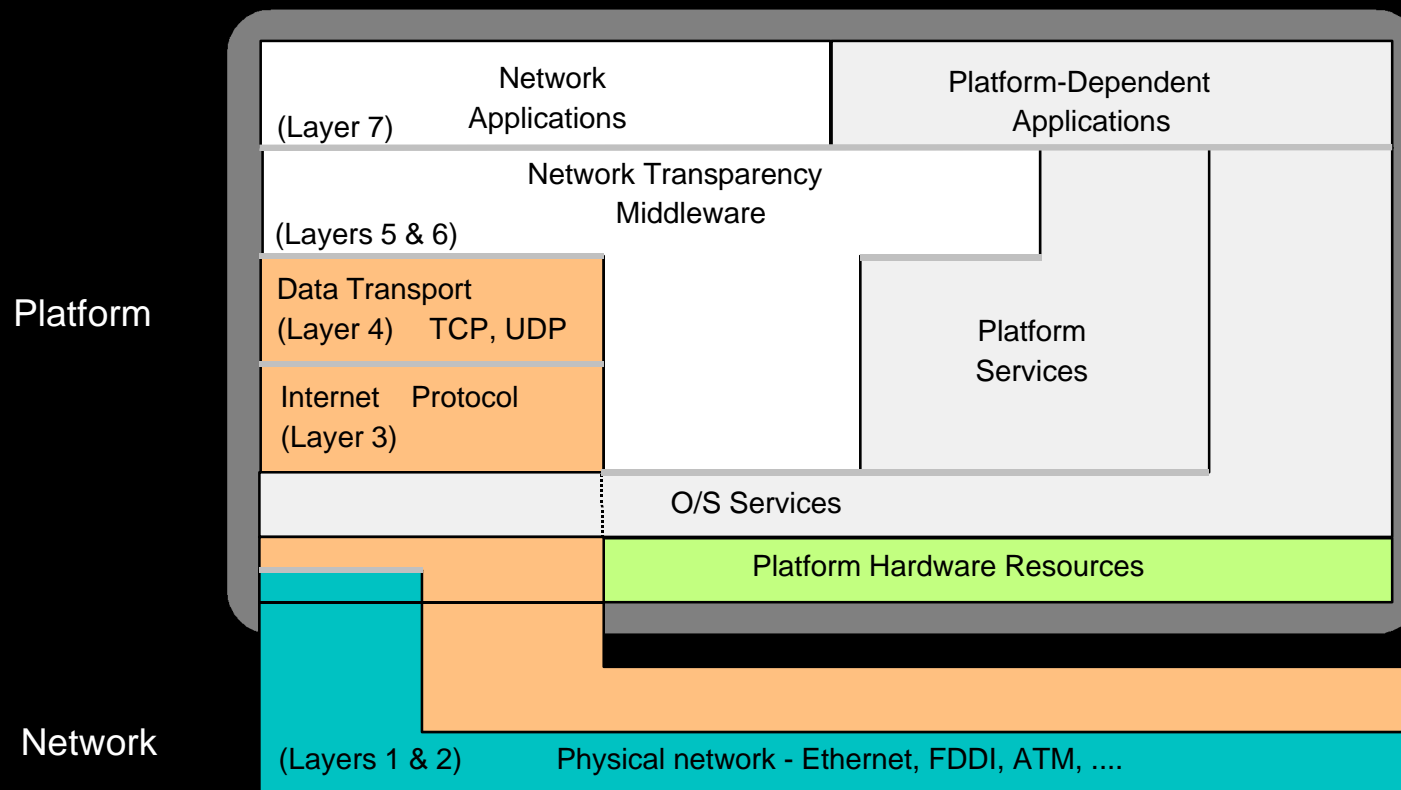 Network
Applications
(Layer 7)
Platform-Dependent
Applications
Network Transparency
Middleware
(Layers 5 & 6)
Data Transport
(Layer 4) TCP, UDP
Platform
Platform
Services
Internet Protocol
(Layer 3)
O/S Services
Platform Hardware Resources
Network
(Layers 1 & 2) Physical network - Ethernet, FDDI, ATM, ....